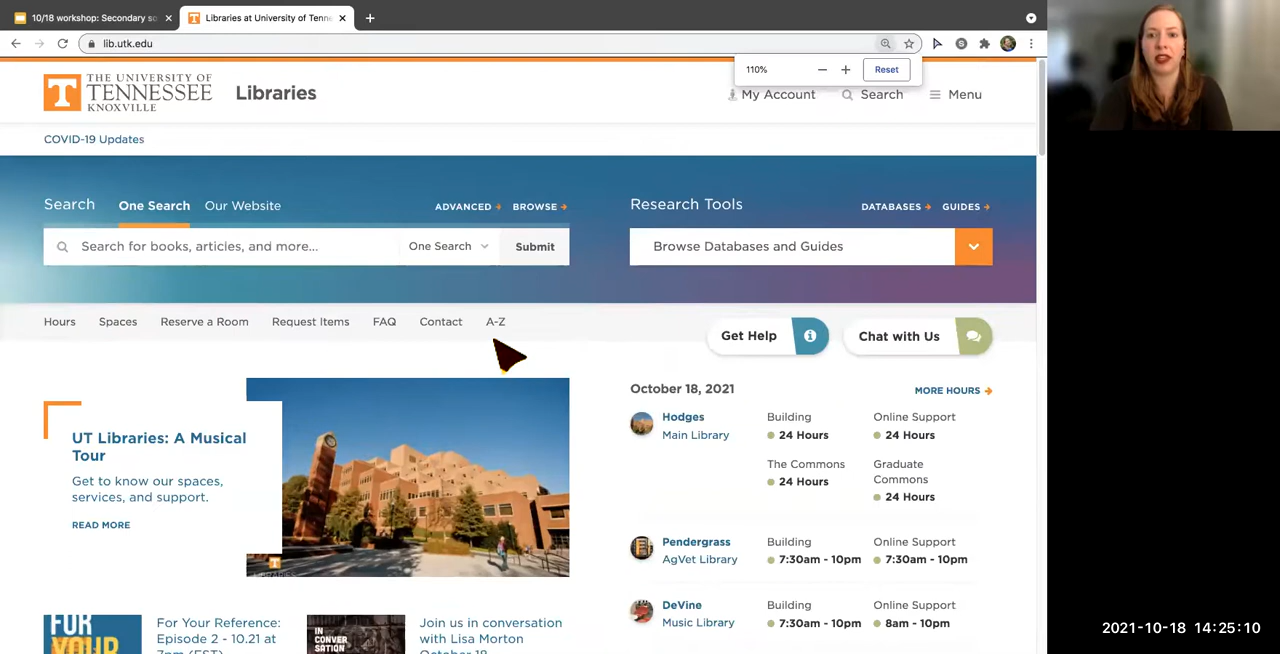 10/18 workshop: Secondary so
Libraries at University of Tenne
lib.utk.edu
110%
Reset
THE UNIVERSITY OF
TENNESSEE
KNOXVILLE
Libraries
My Account
Search
Menu
COVID-19 Updates
Search
One Search
Our Website
ADVANCED
BROWSE
Research Tools
DATABASES
GUIDES
Search for books, articles, and more...
One Search
Submit
Browse Databases and Guides
Hours
Spaces
Reserve a Room
Request Items
FAQ
Contact
A-Z
Get Help
Chat with Us
UT Libraries: A Musical
Tour
Get to know our spaces,
services, and support.
READ MORE
October 18, 2021
MORE HOURS
Hodges
Main Library
Building
24 Hours
Online Support
24 Hours
The Commons
24 Hours
Graduate
Commons
24 Hours
Pendergrass
AgVet Library
Building
7:30am - 10pm
Online Support
7:30am - 10pm
DeVine
Music Library
Building
7:30am - 10pm
Online Support
8am - 10pm
FOR
YOUR
For Your Reference:
Episode 2 - 10.21 at
7pm (EST)
IN
CONVER
SATION
Join us in conversation
with Lisa Morton
October 19
2021-10-18 14:25:10